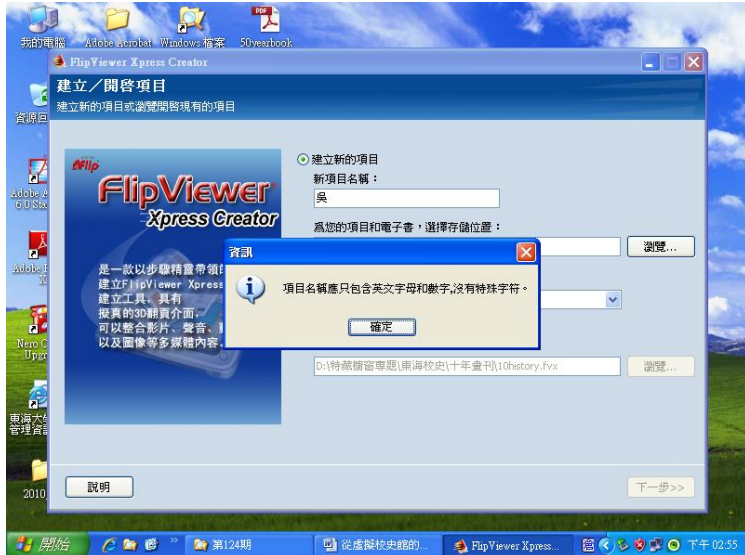 我的電腦
Adobe Acrobat
Windows 檔案
50yearbook
FlipViewer Xpress Creator
建立／開啓項目
建立新的項目或瀏覽開啓現有的項目
FlipViewer
Xpress Creator
是一款以步驟精靈帶領
建立FlipViewer Xpress
建立工具，具有
擬真的3D翻頁介面，
可以整合影片、聲音、
以及圖像等多媒體內容.
建立新的項目
新項目名稱：
吳
爲您的項目和電子書，選擇存儲位置：
瀏覽...
資訊
項目名稱應只包含英文字母和數字,沒有特殊字符。
確定
D:\特藏櫥窗專題\東海校史\十年畫刊\10history.fvx
瀏覽...
說明
下一步>>
資源回
Nero
東海大
管理資
2010
開始
第124期
從虛擬校史館的...
FlipViewer Xpress...
下午 02:55